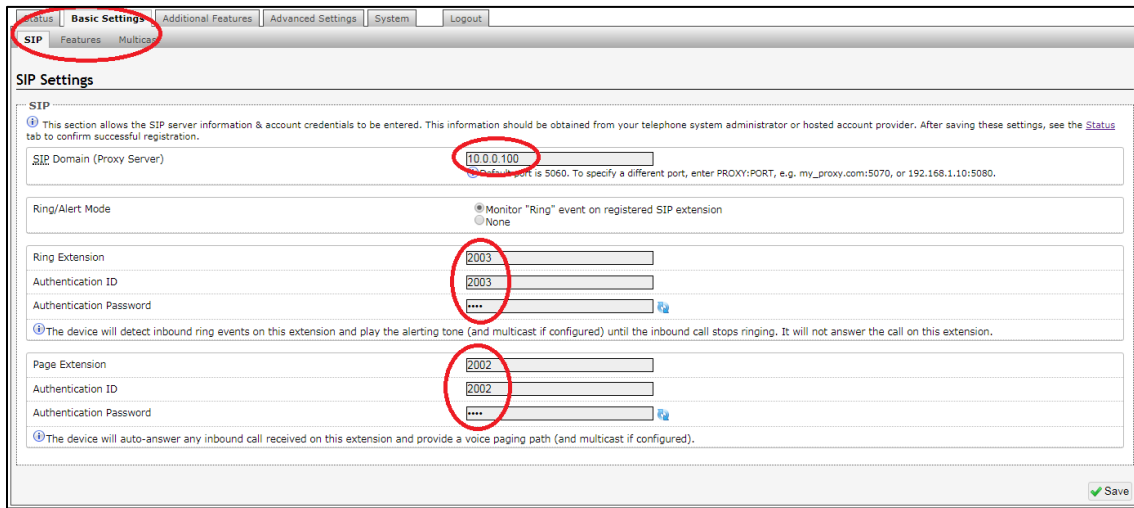 Status Basic Settings Additional Features Advanced Settings System Logout
SIP Features Multicast
SIP Settings
SIP
This section allows the SIP server information & account credentials to be entered. This information should be obtained from your telephone system administrator or hosted account provider. After saving these settings, see the Status
tab to confirm successful registration.
SIP Domain (Proxy Server) 10.0.0.100
Default port is 5060. To specify a different port, enter PROXY:PORT, e.g. my_proxy.com:5070, or 192.168.1.10:5080.
Ring/Alert Mode Monitor "Ring" event on registered SIP extension
None
Ring Extension 2003
Authentication ID 2003
Authentication Password ••••
The device will detect inbound ring events on this extension and play the alerting tone (and multicast if configured) until the inbound call stops ringing. It will not answer the call on this extension.
Page Extension 2002
Authentication ID 2002
Authentication Password ••••
The device will auto-answer any inbound call received on this extension and provide a voice paging path (and multicast if configured).
Save